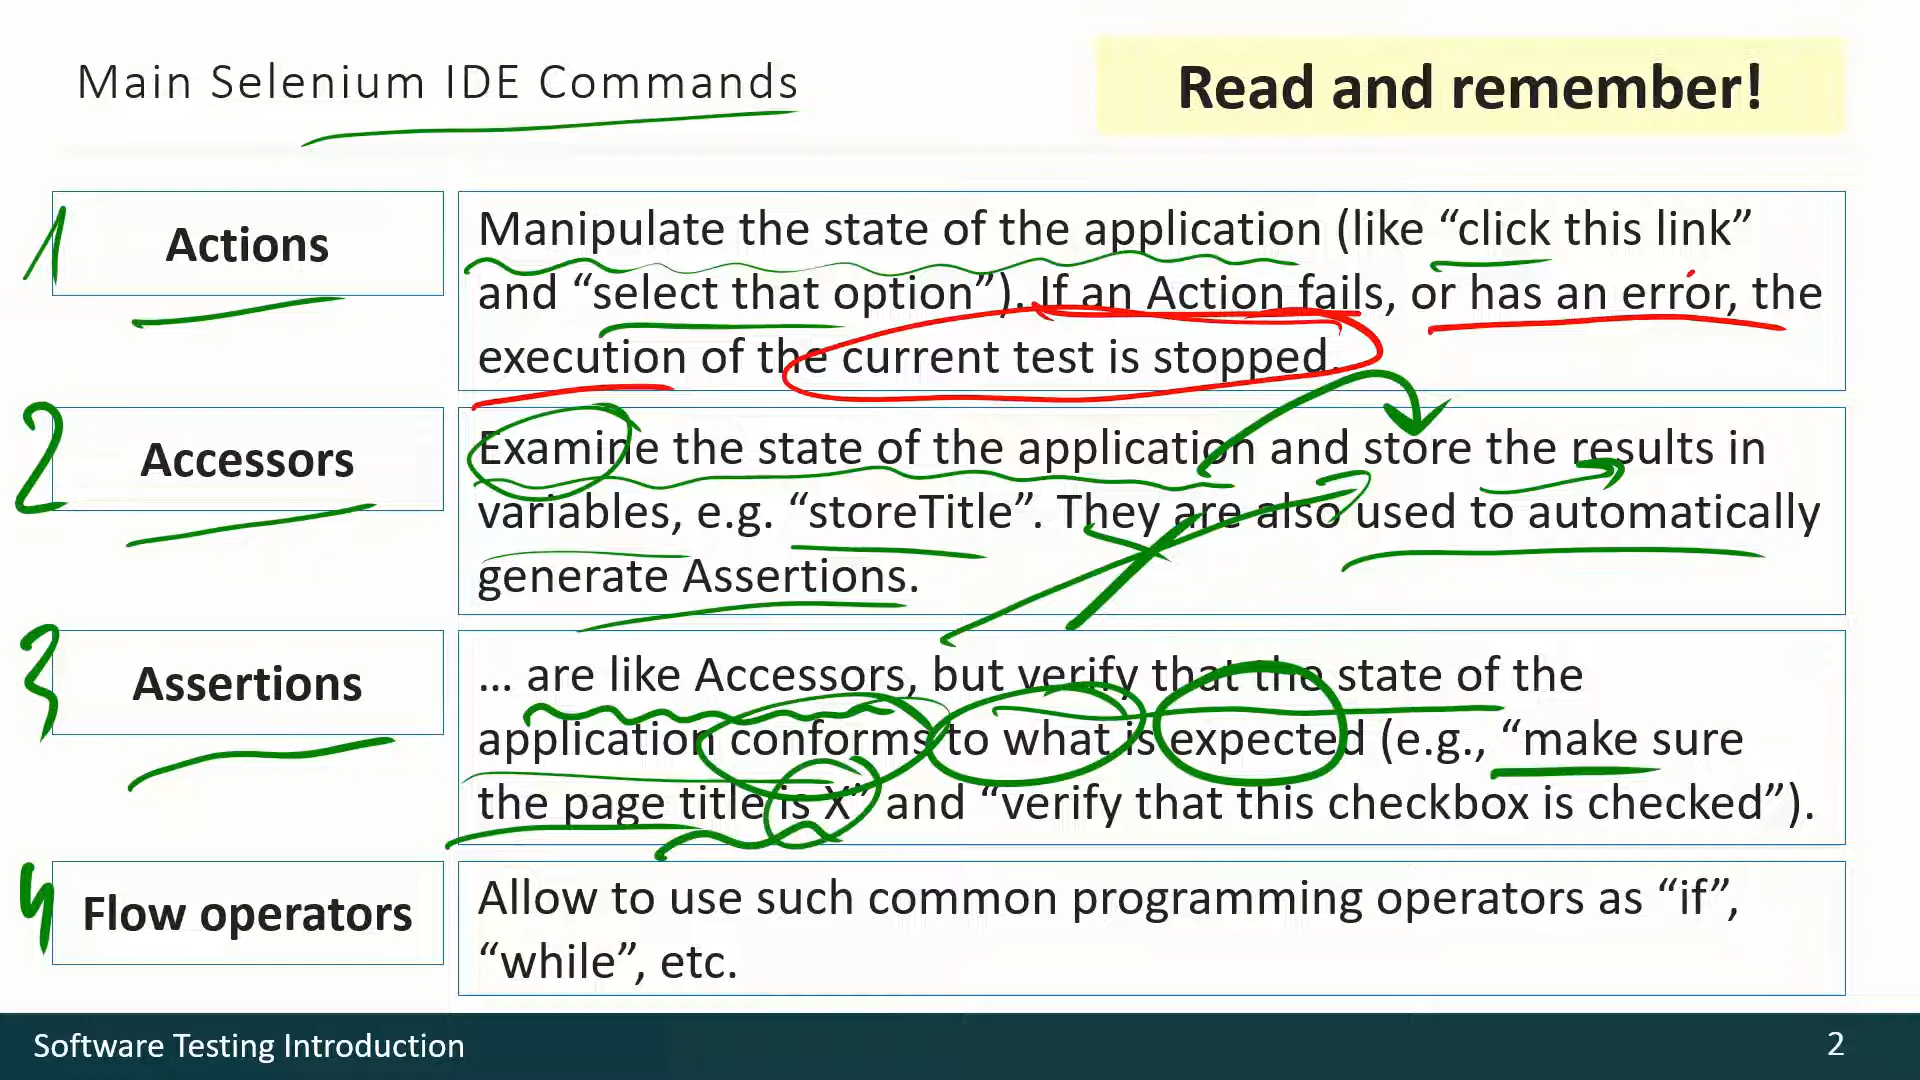 Main Selenium IDE Commands
Read and remember!
1
Actions
Manipulate the state of the application (like “click this link”
and “select that option”). If an Action fails, or has an error, the
execution of the current test is stopped.
2
Accessors
Examine the state of the application and store the results in
variables, e.g. “storeTitle”. They are also used to automatically
generate Assertions.
3
Assertions
… are like Accessors, but verify that the state of the
application conforms to what is expected (e.g., “make sure
the page title is X” and “verify that this checkbox is checked”).
4
Flow operators
Allow to use such common programming operators as “if”,
“while”, etc.
Software Testing Introduction
2